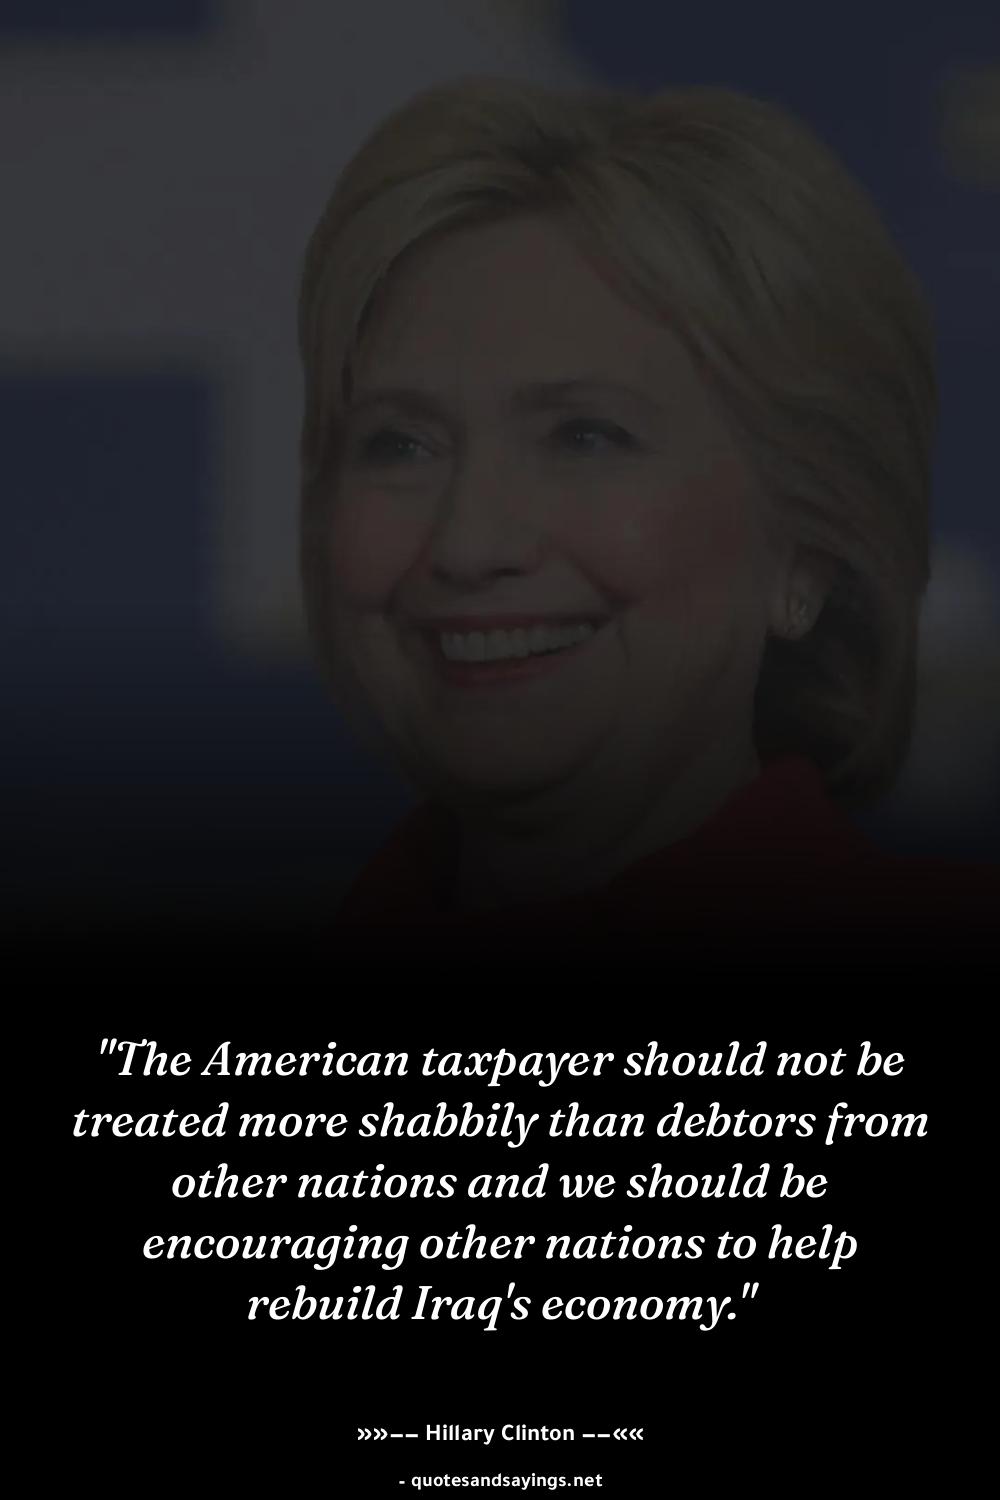 "The American taxpayer should not be
treated more shabbily than debtors from
other nations and we should be
encouraging other nations to help
rebuild Iraq's economy."
»»−− Hillary Clinton −−««
- quotesandsayings.net